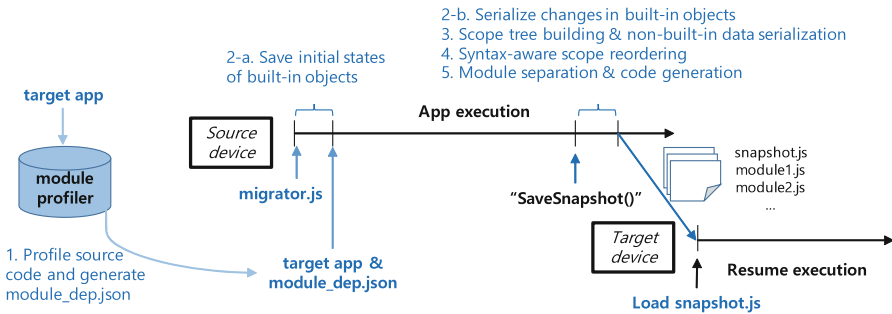 2-b. Serialize changes in built-in objects
3. Scope tree building & non-built-in data serialization
4. Syntax-aware scope reordering
5. Module separation & code generation
2-a. Save initial states
of built-in objects
target app
App execution
Source
device
module
profiler
migrator.js
"SaveSnapshot()"
snapshot.js
module1.js
module2.js
...
1. Profile source
code and generate
module_dep.json
target app &
module_dep.json
Target
device
Resume execution
Load snapshot.js